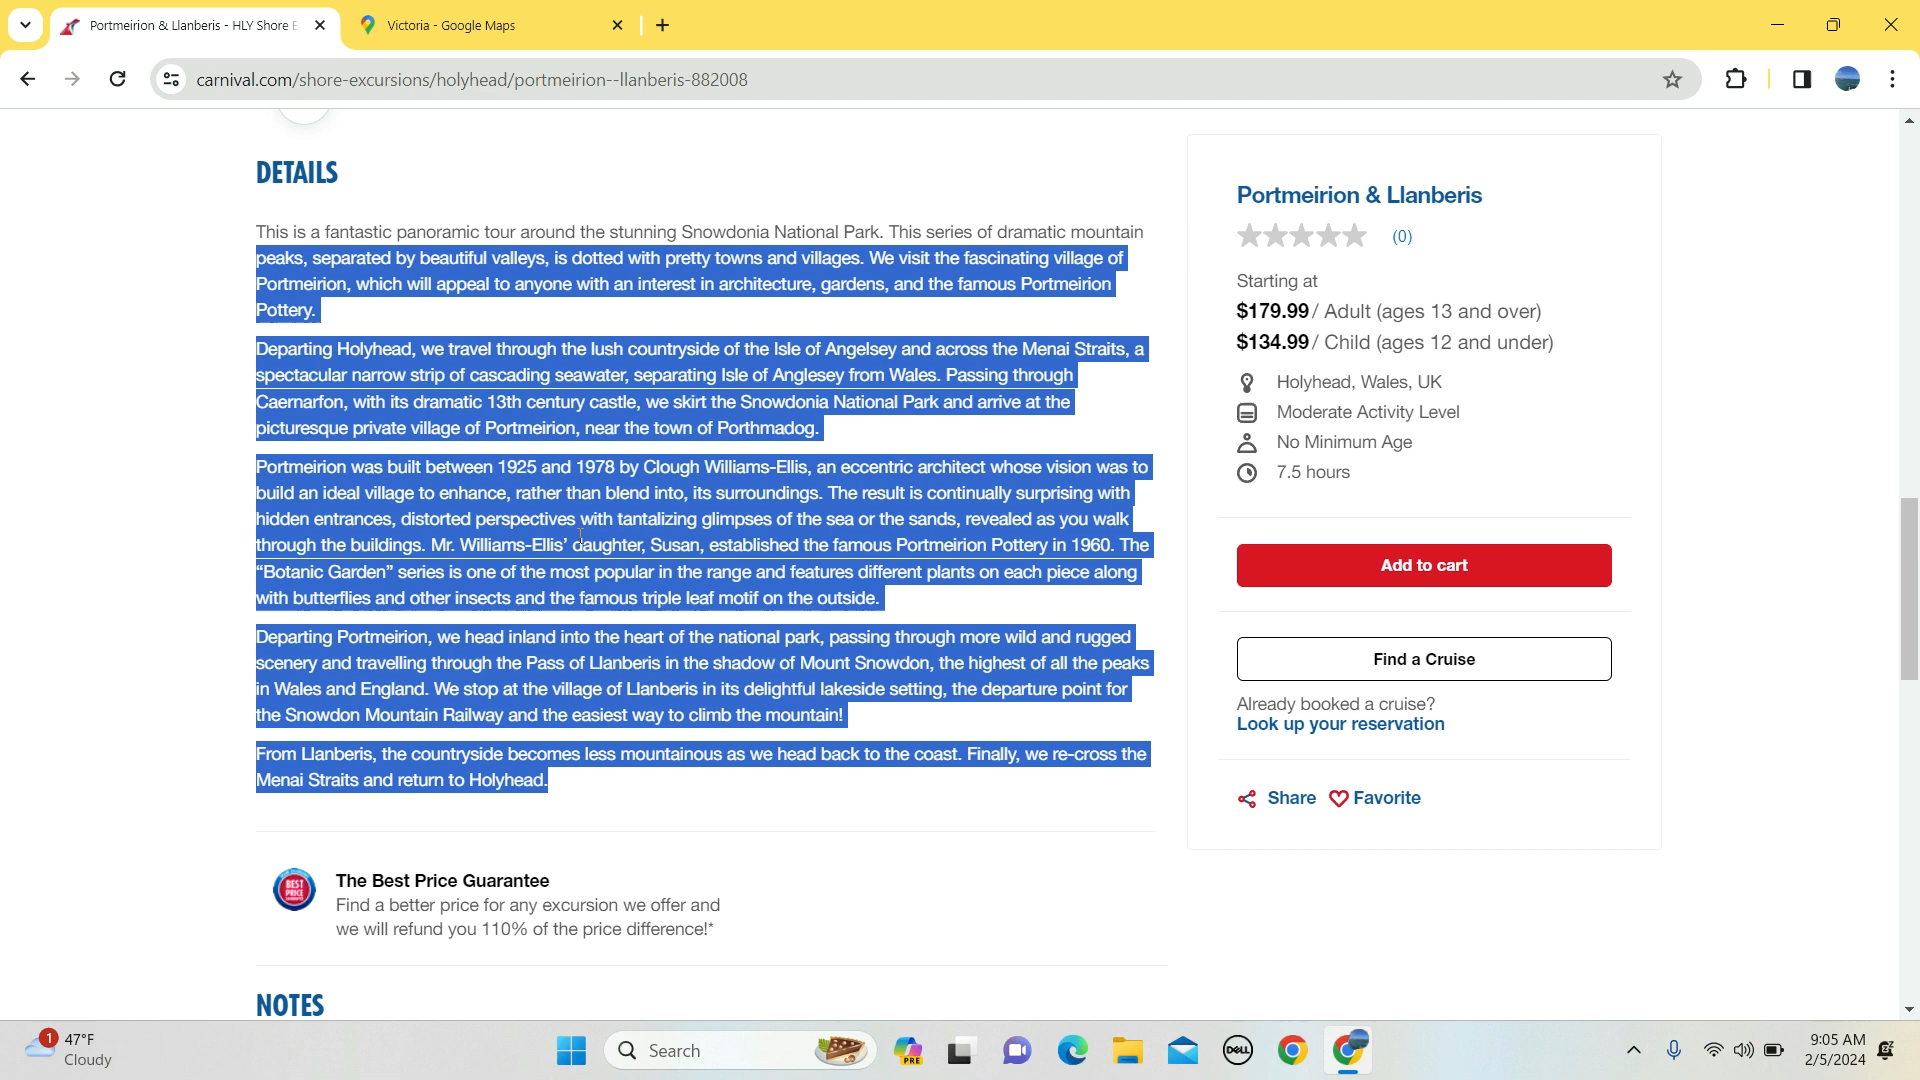 Portmeirion & Llanberis - HLY Shore E
Victoria - Google Maps
carnival.com/shore-excursions/holyhead/portmeirion--llanberis-882008
DETAILS
This is a fantastic panoramic tour around the stunning Snowdonia National Park. This series of dramatic mountain
peaks, separated by beautiful valleys, is dotted with pretty towns and villages. We visit the fascinating village of
Portmeirion, which will appeal to anyone with an interest in architecture, gardens, and the famous Portmeirion
Pottery.
Departing Holyhead, we travel through the lush countryside of the Isle of Angelsey and across the Menai Straits, a
spectacular narrow strip of cascading seawater, separating Isle of Anglesey from Wales. Passing through
Caernarfon, with its dramatic 13th century castle, we skirt the Snowdonia National Park and arrive at the
picturesque private village of Portmeirion, near the town of Porthmadog.
Portmeirion was built between 1925 and 1978 by Clough Williams-Ellis, an eccentric architect whose vision was to
build an ideal village to enhance, rather than blend into, its surroundings. The result is continually surprising with
hidden entrances, distorted perspectives with tantalizing glimpses of the sea or the sands, revealed as you walk
through the buildings. Mr. Williams-Ellis’ daughter, Susan, established the famous Portmeirion Pottery in 1960. The
“Botanic Garden” series is one of the most popular in the range and features different plants on each piece along
with butterflies and other insects and the famous triple leaf motif on the outside.
Departing Portmeirion, we head inland into the heart of the national park, passing through more wild and rugged
scenery and travelling through the Pass of Llanberis in the shadow of Mount Snowdon, the highest of all the peaks
in Wales and England. We stop at the village of Llanberis in its delightful lakeside setting, the departure point for
the Snowdon Mountain Railway and the easiest way to climb the mountain!
From Llanberis, the countryside becomes less mountainous as we head back to the coast. Finally, we re-cross the
Menai Straits and return to Holyhead.
BEST
PRICE
The Best Price Guarantee
Find a better price for any excursion we offer and
we will refund you 110% of the price difference!*
NOTES
Portmeirion & Llanberis
(0)
Starting at
$179.99/ Adult (ages 13 and over)
$134.99/ Child (ages 12 and under)
Holyhead, Wales, UK
Moderate Activity Level
No Minimum Age
7.5 hours
Add to cart
Find a Cruise
Already booked a cruise?
Look up your reservation
Share
Favorite
1
47°F
Cloudy
Search
PRE
DELL
9:05 AM
2/5/2024